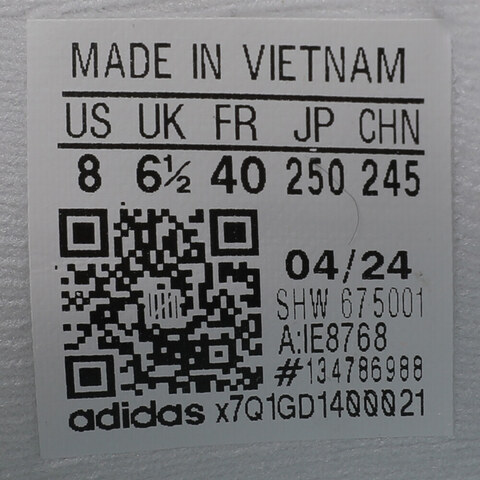 MADE IN VIETNAM
US UK FR JP CHN
8 6½ 40 250 245
04/24
SHW 675001
A:IE8768
#134786988
adidas x7Q1GD1400021